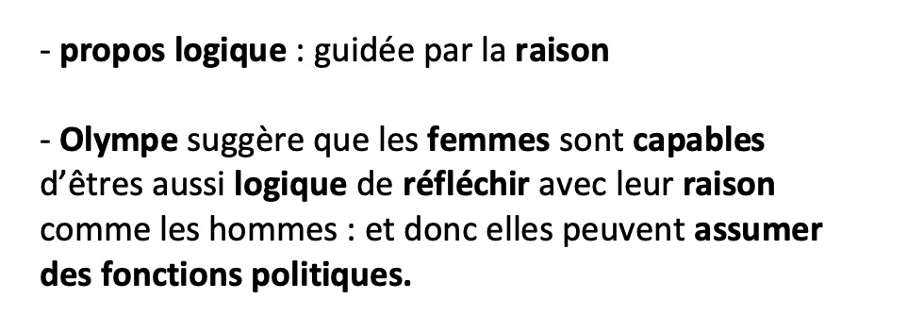 - propos logique : guidée par la raison
- Olympe suggère que les femmes sont capables
d’êtres aussi logique de réfléchir avec leur raison
comme les hommes : et donc elles peuvent assumer
des fonctions politiques.